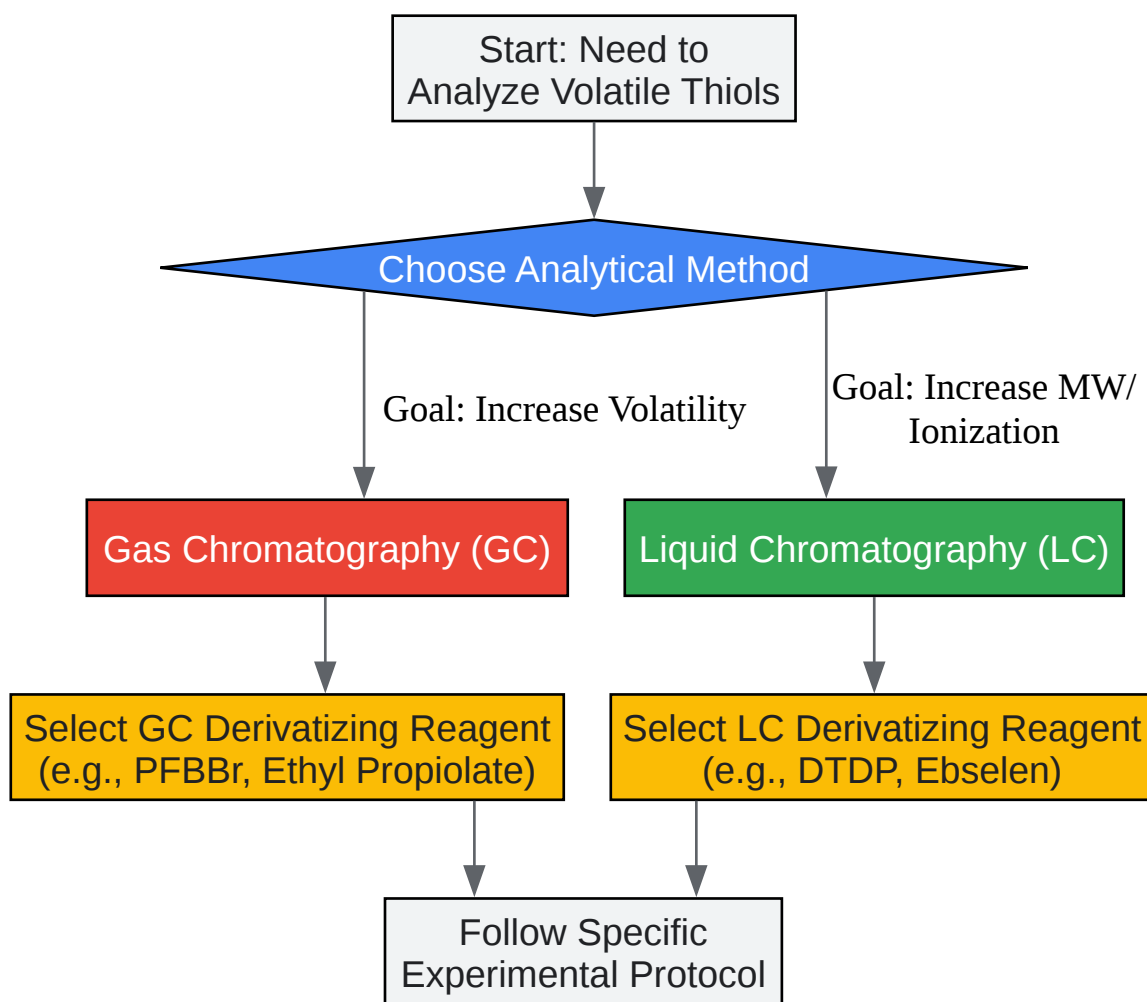 Start: Need to
Analyze Volatile Thiols
Choose Analytical Method
Goal: Increase Volatility
Goal: Increase MW/
Ionization
Gas Chromatography (GC)
Liquid Chromatography (LC)
Select GC Derivatizing Reagent
(e.g., PFBBr, Ethyl Propiolate)
Select LC Derivatizing Reagent
(e.g., DTDP, Ebselen)
Follow Specific
Experimental Protocol